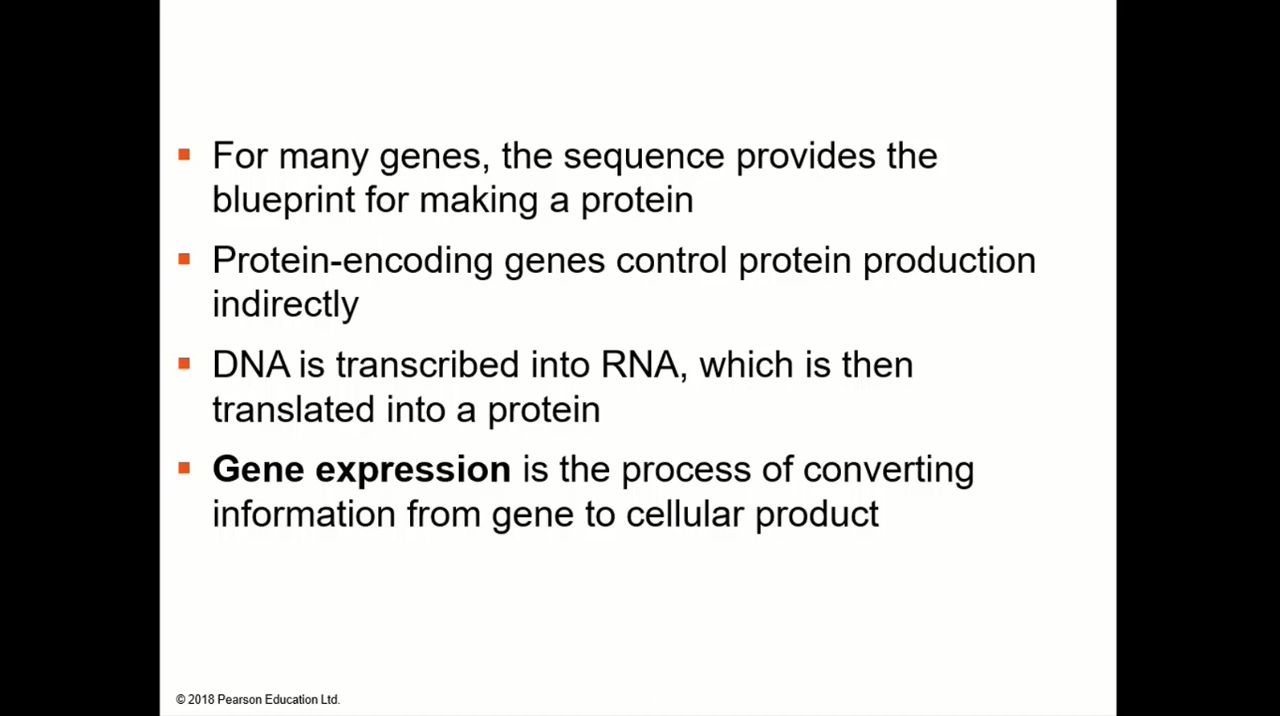 For many genes, the sequence provides the
blueprint for making a protein
Protein-encoding genes control protein production
indirectly
DNA is transcribed into RNA, which is then
translated into a protein
Gene expression is the process of converting
information from gene to cellular product
© 2018 Pearson Education Ltd.